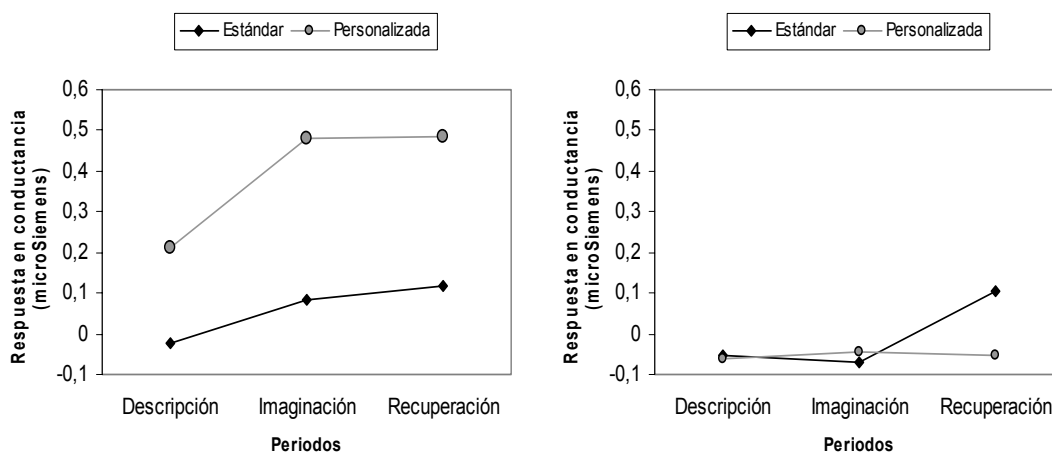 Estándar Personalizada
0,6
0,5
0,4
0,3
0,2
0,1
0
-0,1
Respuesta en conductancia
(microSiemens)
Descripción Imaginación Recuperación
Periodos
Estándar Personalizada
0,6
0,5
0,4
0,3
0,2
0,1
0
-0,1
Respuesta en conductancia
(microSiemens)
Descripción Imaginación Recuperación
Periodos